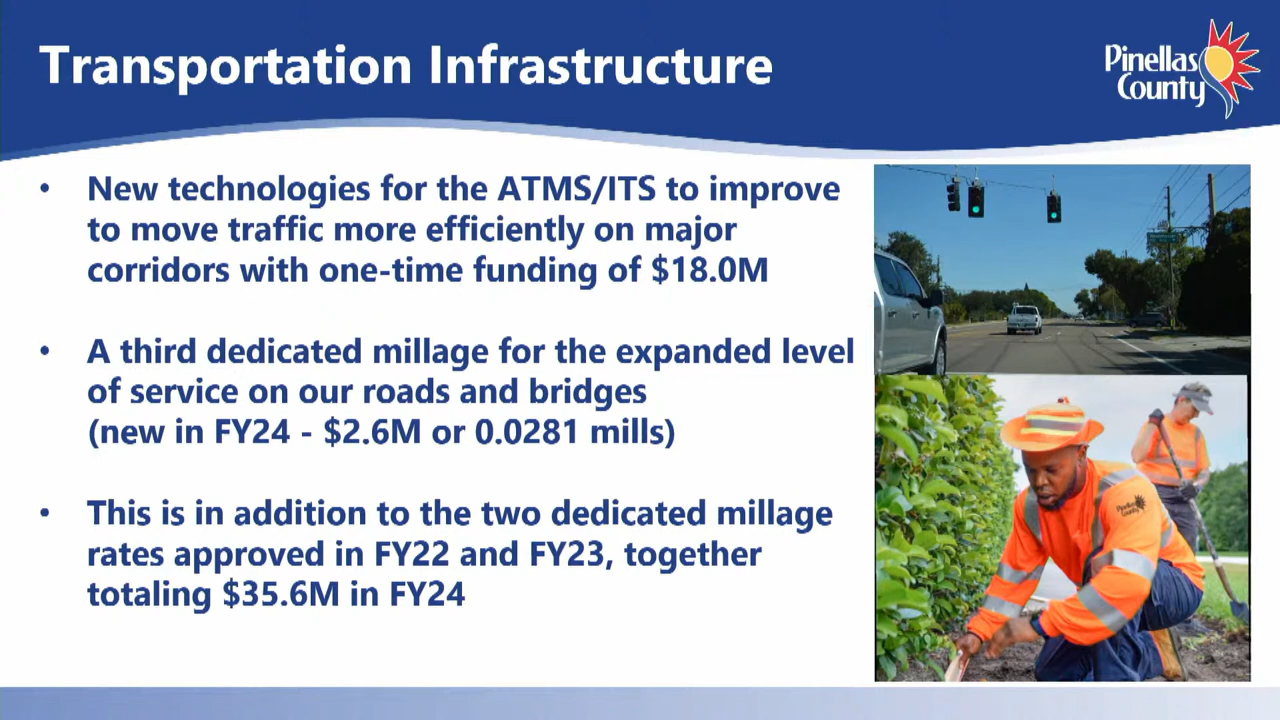 Transportation Infrastructure
Pinellas
County
• New technologies for the ATMS/ITS to improve
to move traffic more efficiently on major
corridors with one-time funding of $18.0M
• A third dedicated millage for the expanded level
of service on our roads and bridges
(new in FY24 - $2.6M or 0.0281 mills)
• This is in addition to the two dedicated millage
rates approved in FY22 and FY23, together
totaling $35.6M in FY24
Pinellas
County